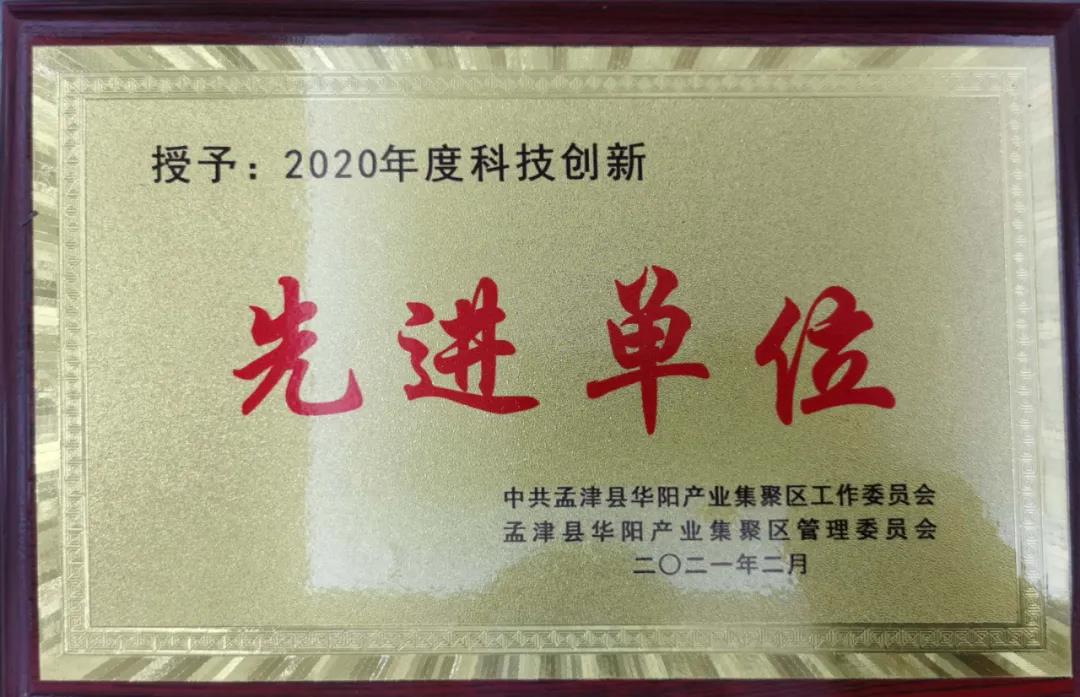 授予：2020年度科技创新
先进单位
中共孟津县华阳产业集聚区工作委员会
孟津县华阳产业集聚区管理委员会
二〇二一年二月